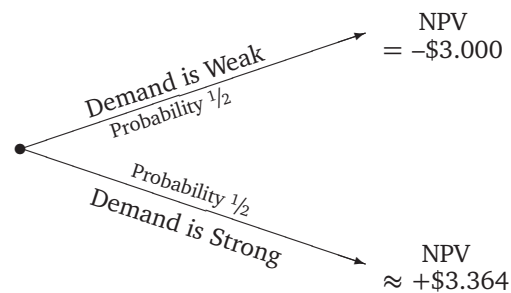 NPV
= –$3.000
Demand is Weak
Probability 1/2
Probability 1/2
Demand is Strong
NPV
≈ +$3.364